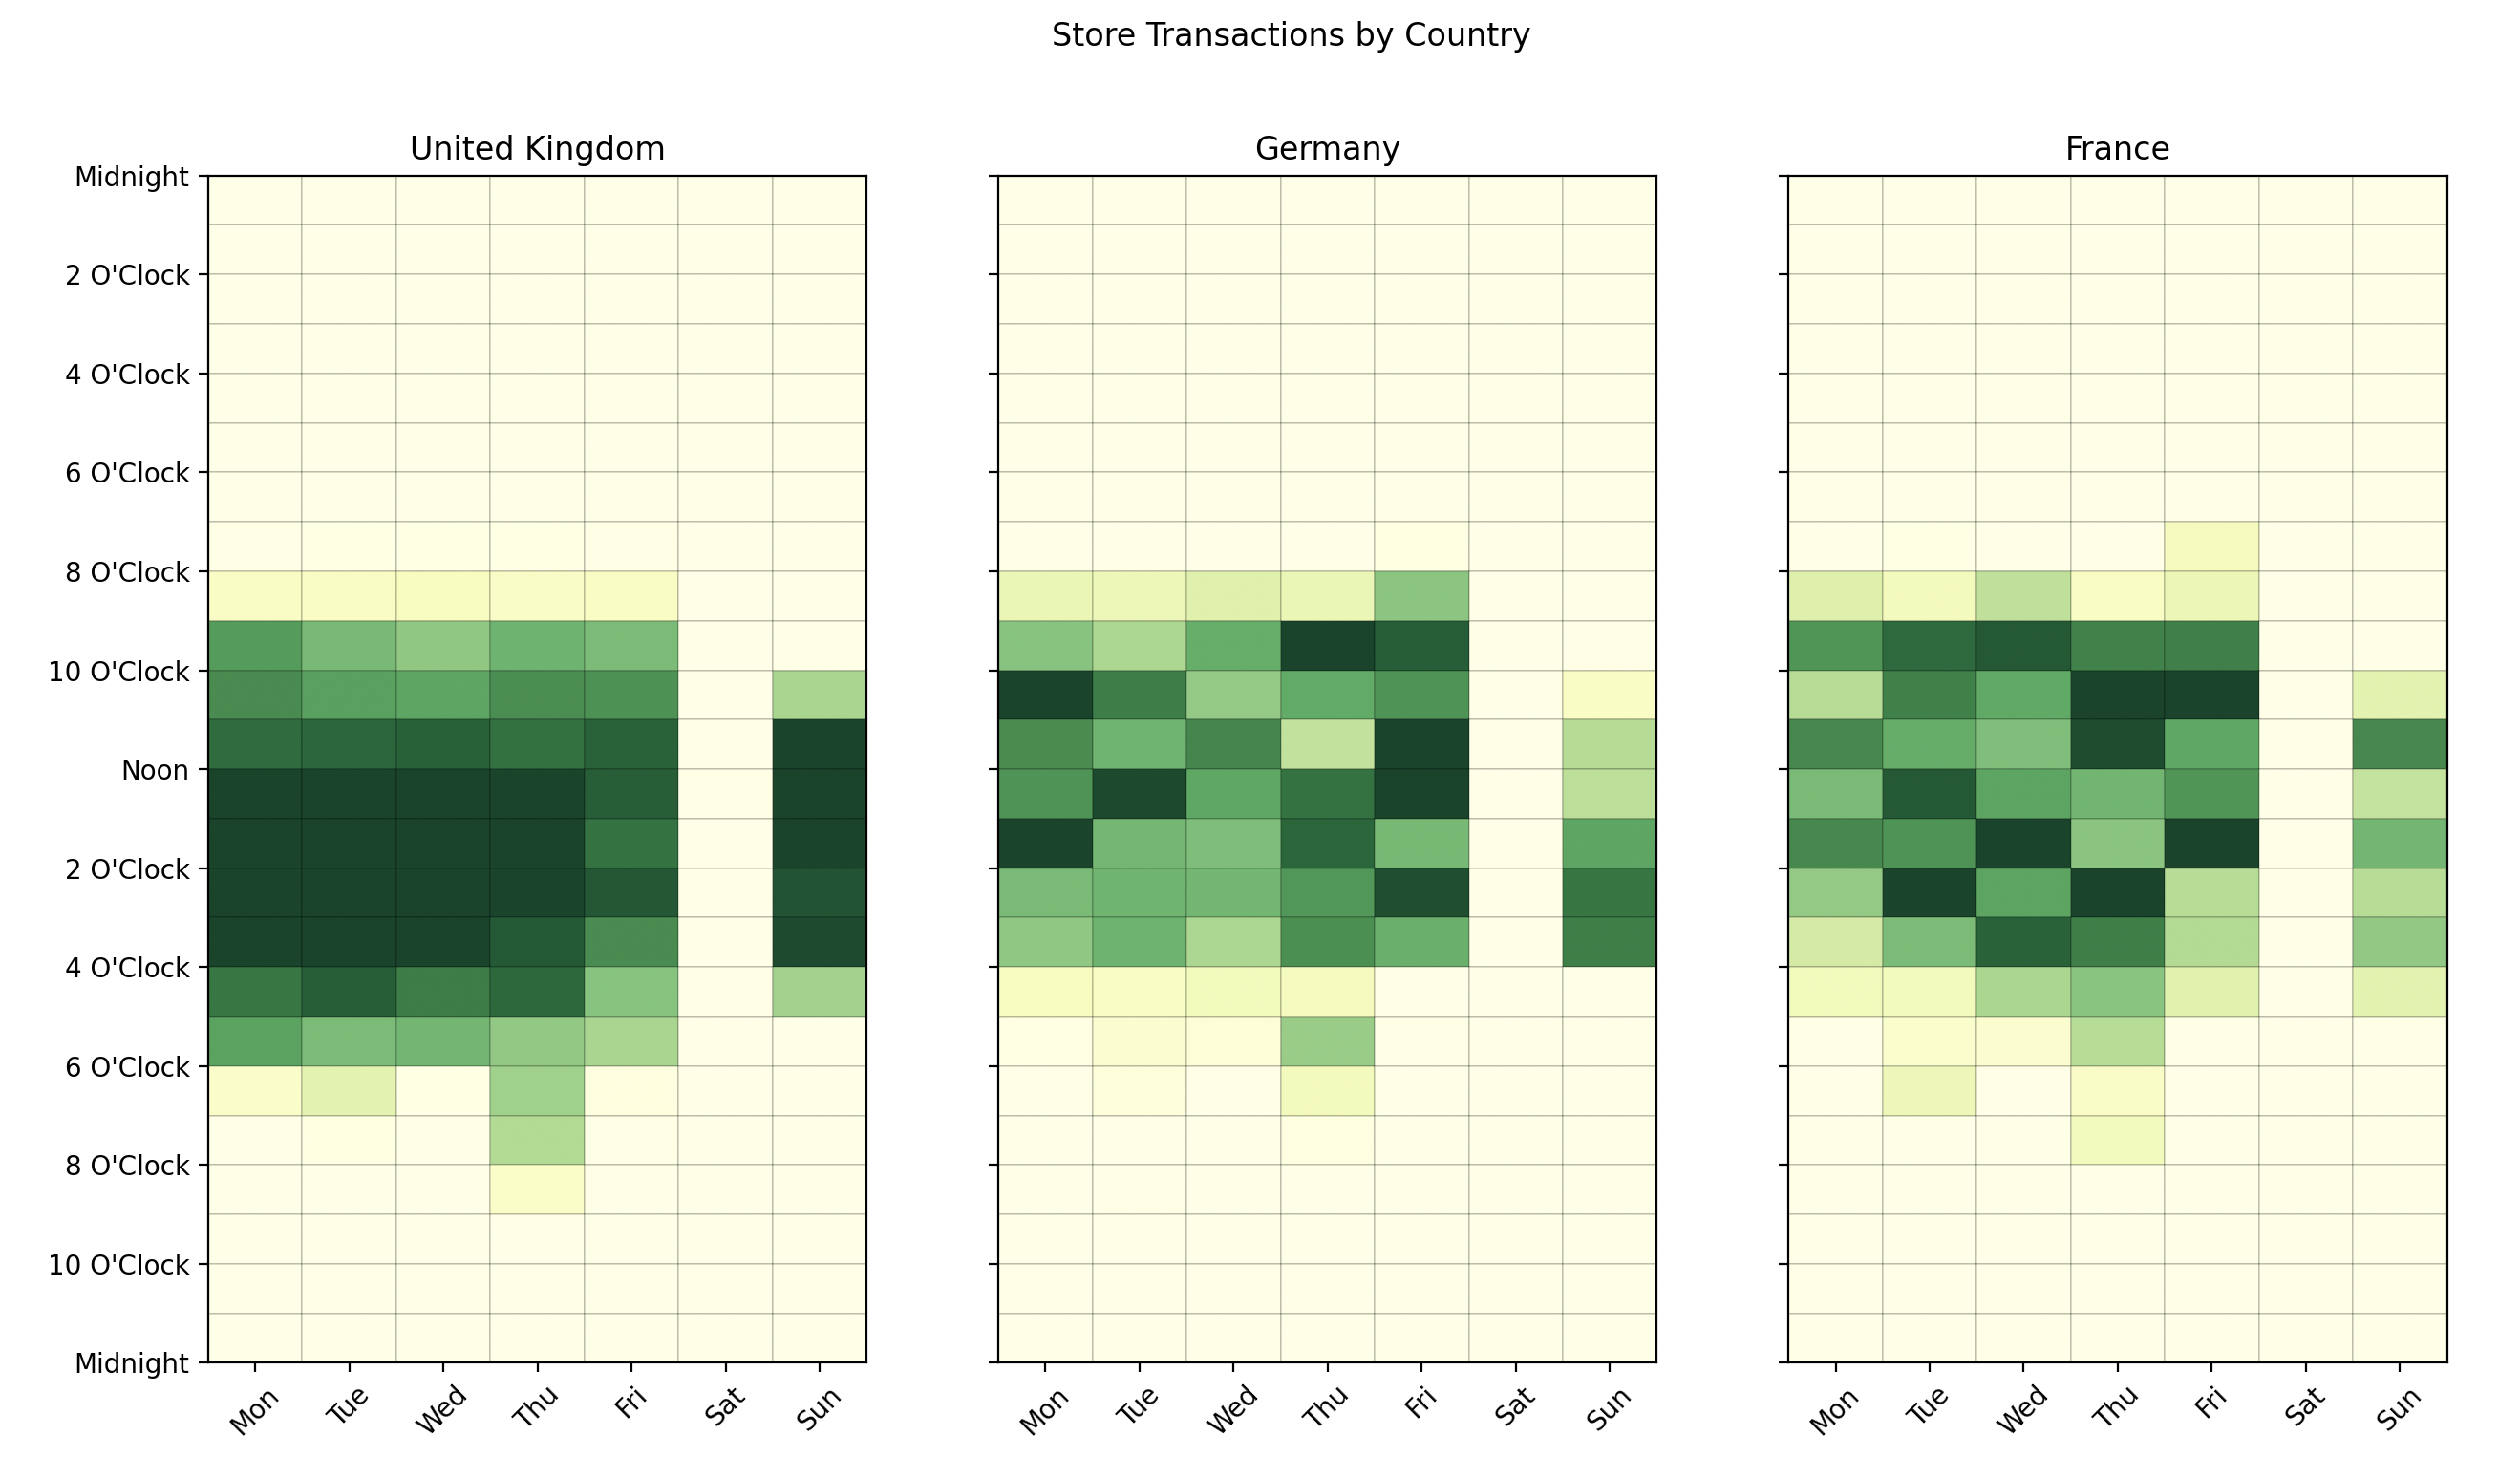 Store Transactions by Country
United Kingdom
Germany
France
Midnight
2 O'Clock
4 O'Clock
6 O'Clock
8 O'Clock
10 O'Clock
Noon
2 O'Clock
4 O'Clock
6 O'Clock
8 O'Clock
10 O'Clock
Midnight
Mon Tue Wed Thu Fri Sat Sun
Mon Tue Wed Thu Fri Sat Sun
Mon Tue Wed Thu Fri Sat Sun